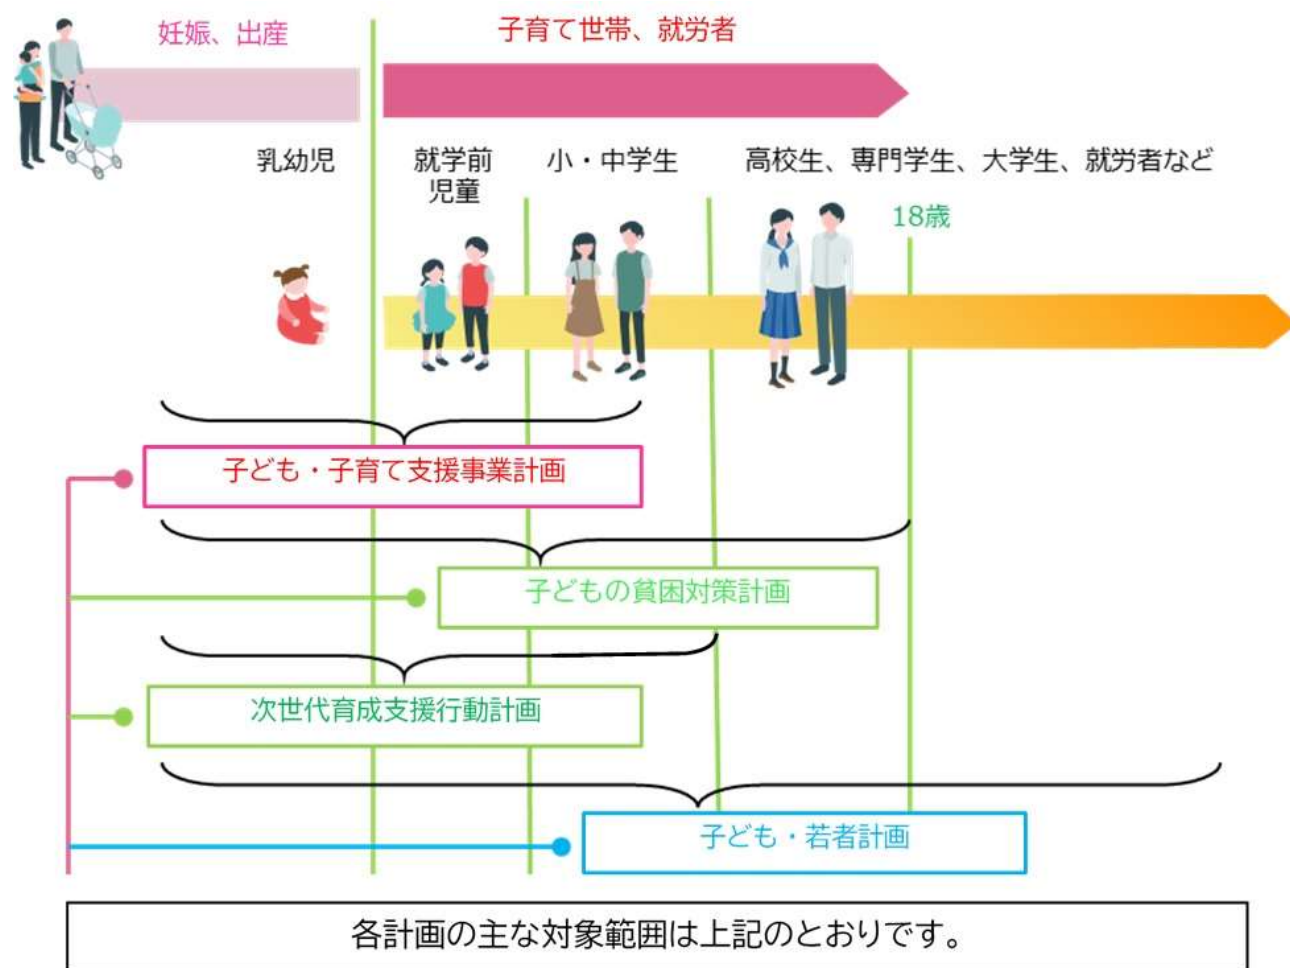 妊娠、出産
子育て世帯、就労者
乳幼児
就学前
児童
小・中学生
高校生、専門学生、大学生、就労者など
18歳
子ども・子育て支援事業計画
子どもの貧困対策計画
次世代育成支援行動計画
子ども・若者計画
各計画の主な対象範囲は上記のとおりです。